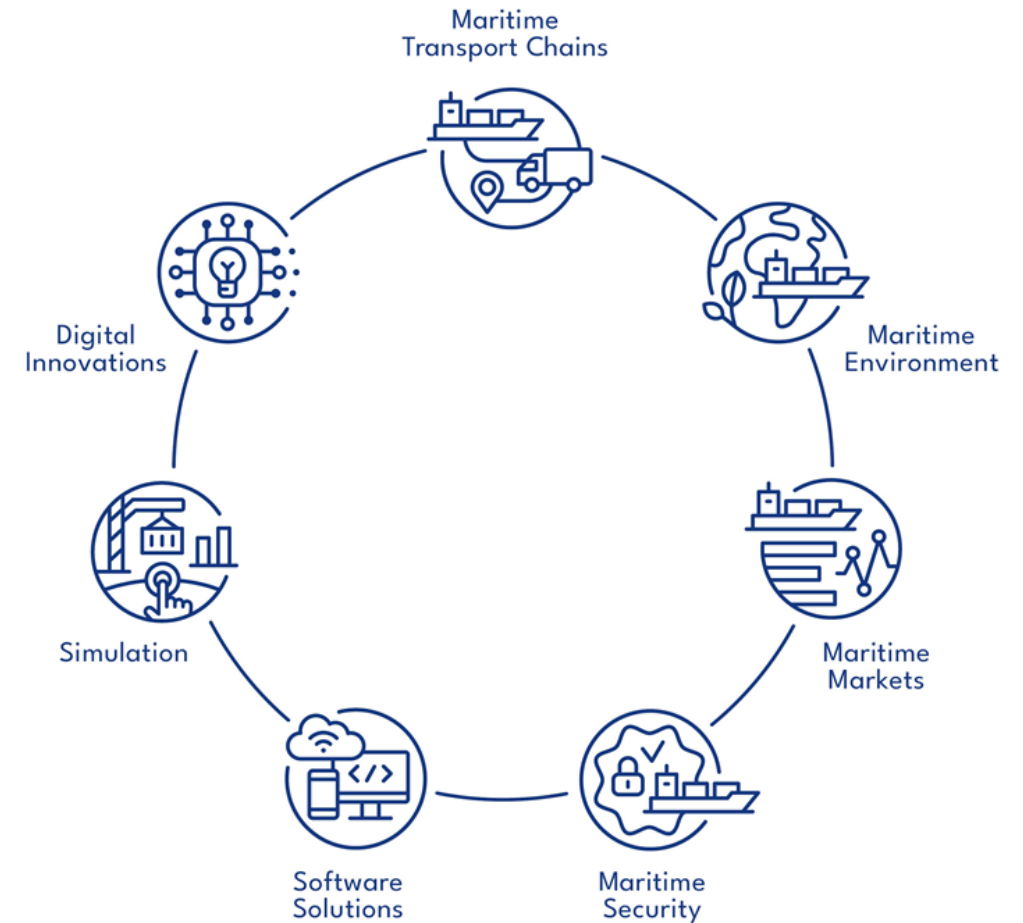 Maritime
Transport Chains
Digital
Innovations
Maritime
Environment
Simulation
Maritime
Markets
Software
Solutions
Maritime
Security